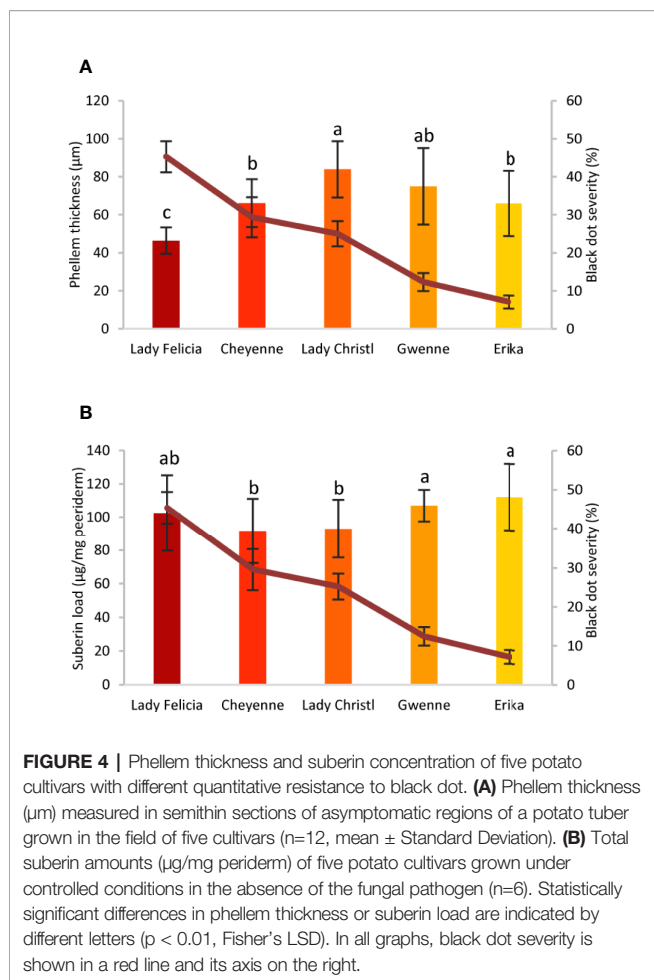 A
120
100
80
60
40
20
0
Phellem thickness (µm)
c
b
a
ab
b
60
50
40
30
20
10
0
Black dot severity (%)
Lady Felicia Cheyenne Lady Christl Gwenne Erika
B
140
120
100
80
60
40
20
0
Suberin load (µg/mg peeriderm)
ab
b
b
a
a
60
50
40
30
20
10
0
Black dot severity (%)
Lady Felicia Cheyenne Lady Christl Gwenne Erika
FIGURE 4 | Phellem thickness and suberin concentration of five potato
cultivars with different quantitative resistance to black dot. (A) Phellem thickness
(µm) measured in semithin sections of asymptomatic regions of a potato tuber
grown in the field of five cultivars (n=12, mean ± Standard Deviation). (B) Total
suberin amounts (µg/mg periderm) of five potato cultivars grown under
controlled conditions in the absence of the fungal pathogen (n=6). Statistically
significant differences in phellem thickness or suberin load are indicated by
different letters (p < 0.01, Fisher's LSD). In all graphs, black dot severity is
shown in a red line and its axis on the right.